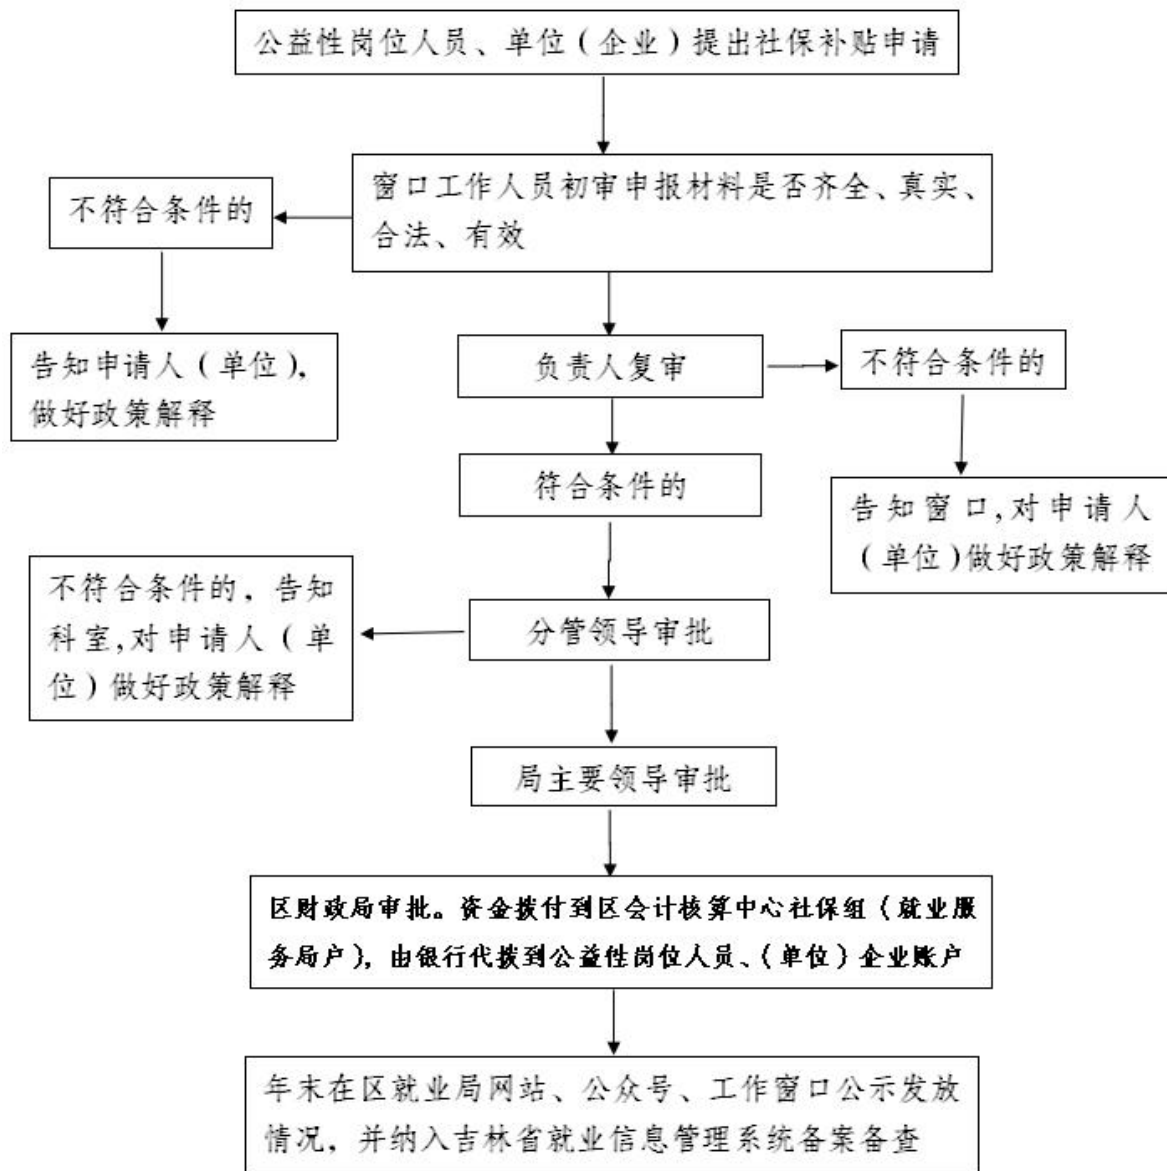 公益性岗位人员、单位（企业）提出社保补贴申请
窗口工作人员初审申报材料是否齐全、真实、
合法、有效
不符合条件的
告知申请人（单位），
做好政策解释
负责人复审
不符合条件的
告知窗口,对申请人
（单位）做好政策解释
符合条件的
分管领导审批
不符合条件的，告知
科室,对申请人（单
位）做好政策解释
局主要领导审批
区财政局审批。资金拨付到区会计核算中心社保组（就业服
务局户），由银行代拨到公益性岗位人员、（单位）企业账户
年末在区就业局网站、公众号、工作窗口公示发放
情况，并纳入吉林省就业信息管理系统备案备查